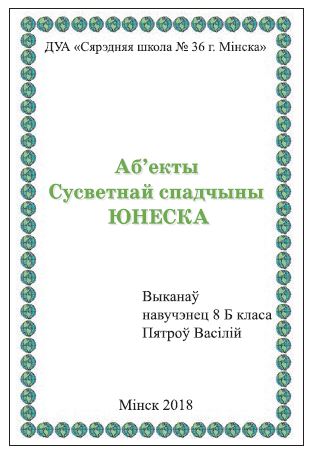 ДУА «Сярэдняя школа № 36 г. Мінска»
Аб’екты
Сусветнай спадчыны
ЮНЕСКА
Выканаў
навучэнец 8 Б класа
Пятроў Васілій
Мінск 2018